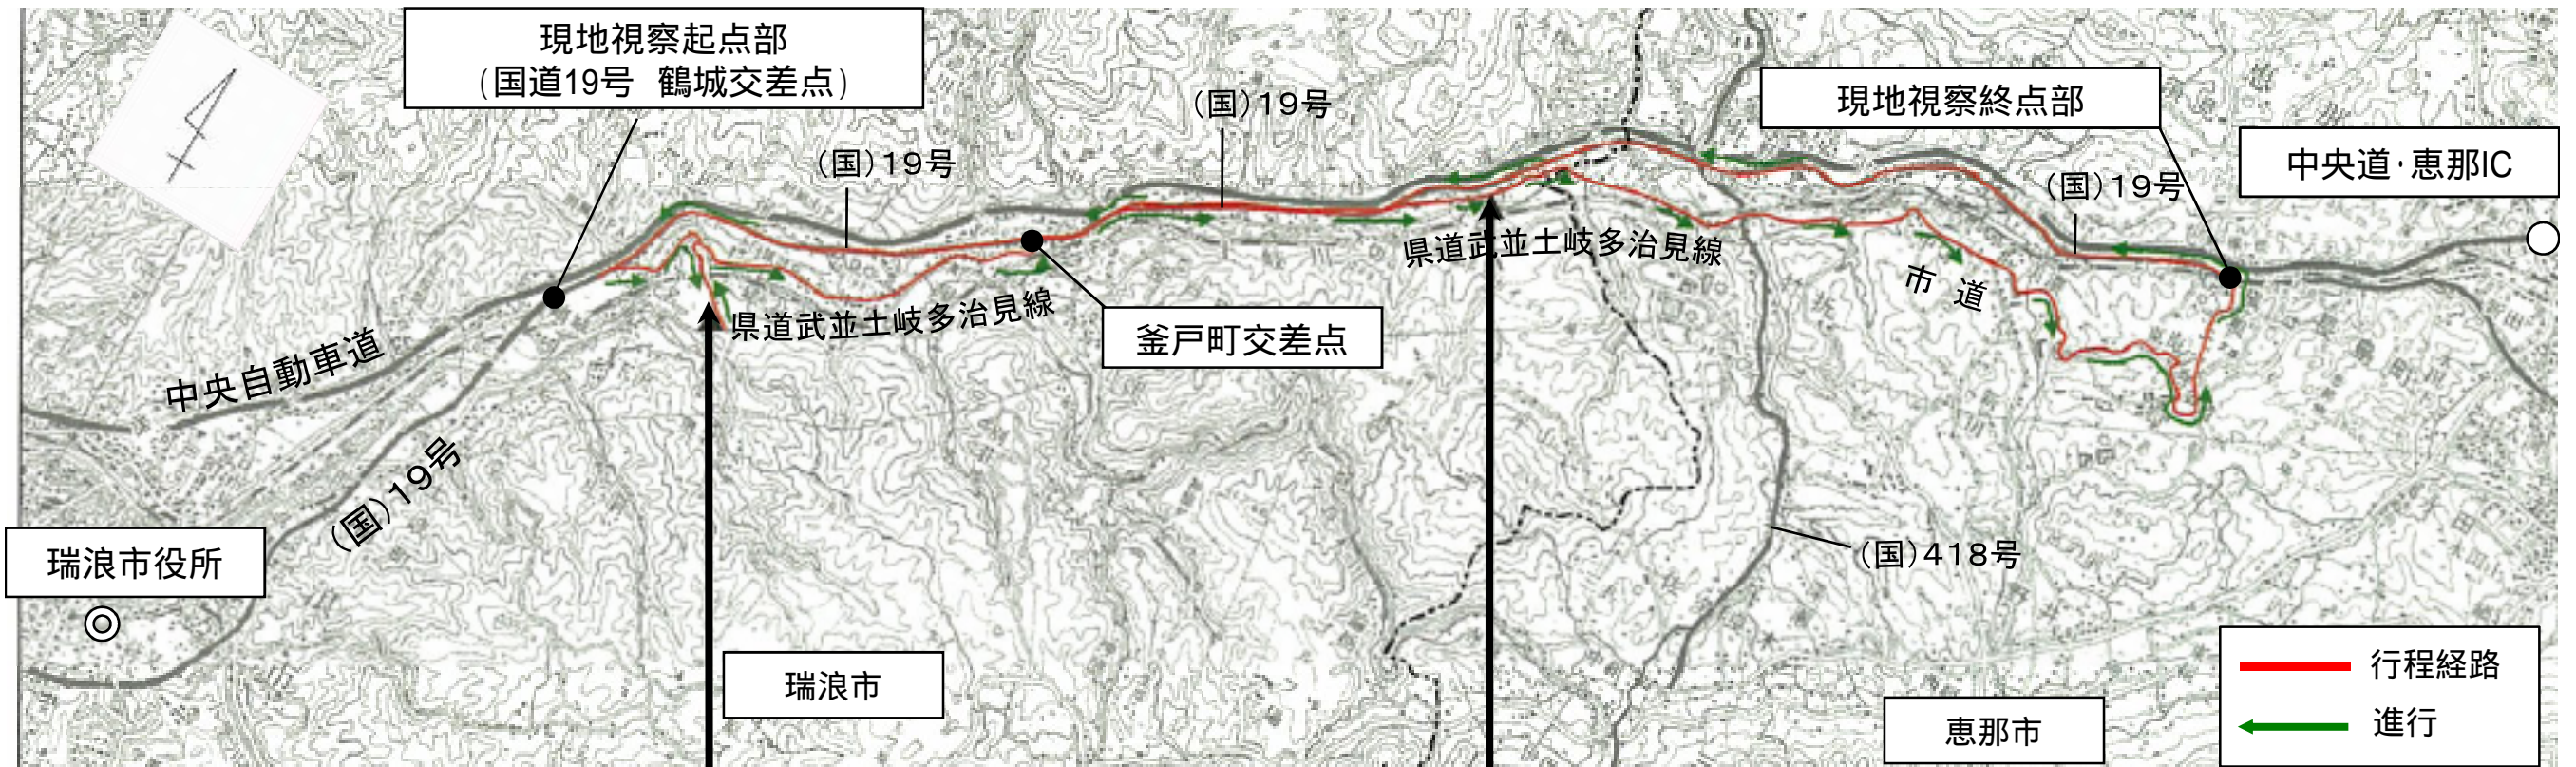 現地視察起点部
(国道19号　鶴城交差点)
(国)19号
(国)19号
現地視察終点部
中央道・恵那IC
(国)19号
県道武並土岐多治見線
市 道
県道武並土岐多治見線
釜戸町交差点
中央自動車道
(国)19号
瑞浪市役所
(国)418号
瑞浪市
恵那市
行程経路
進行